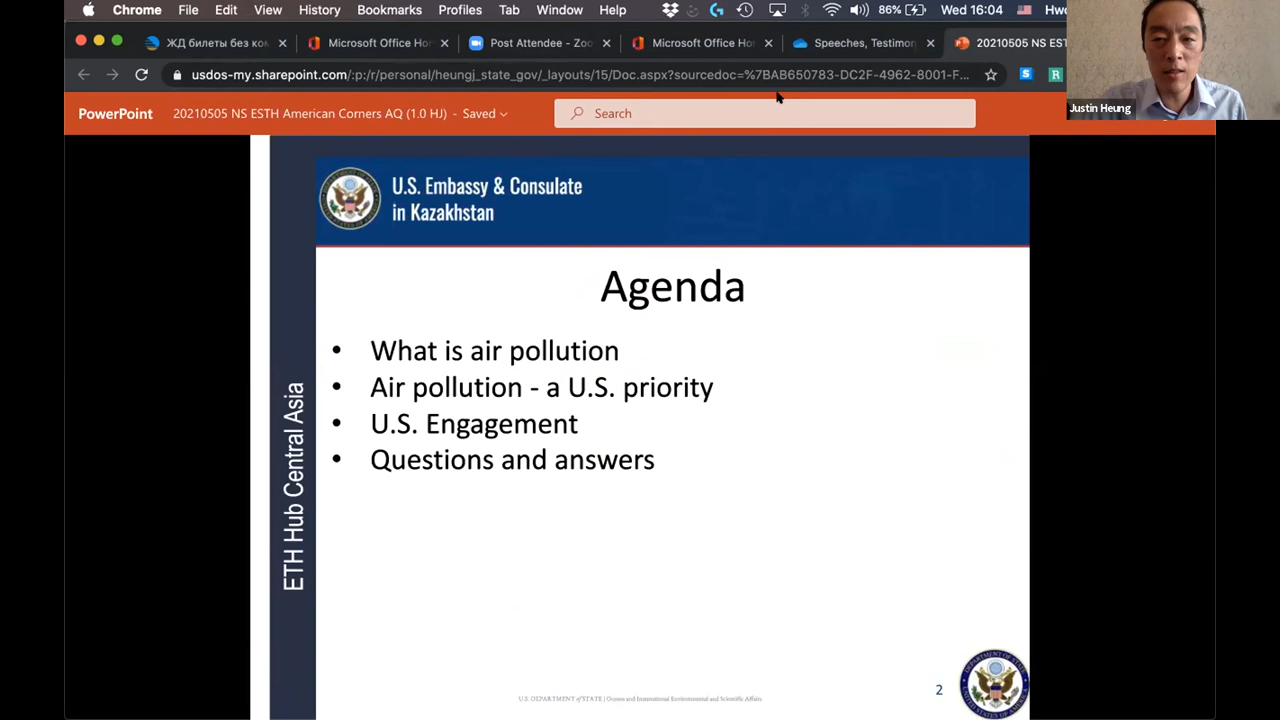 Chrome File Edit View History Bookmarks Profiles Tab Window Help 86% Wed 16:04 Hw
ЖД билеты без ко Microsoft Office Ho Post Attendee - Zoo Microsoft Office Ho Speeches, Testimor 20210505 NS EST
usdos-my.sharepoint.com/:p:/r/personal/heungj_state_gov/_layouts/15/Doc.aspx?sourcedoc=%7BAB650783-DC2F-4962-8001-F... S R
Justin Heung
PowerPoint 20210505 NS ESTH American Corners AQ (1.0 HJ) - Saved Search
U.S. Embassy & Consulate
in Kazakhstan
Agenda
• What is air pollution
• Air pollution - a U.S. priority
• U.S. Engagement
• Questions and answers
ETH Hub Central Asia
U.S. DEPARTMENT of STATE | Oceans and International Environmental and Scientific Affairs
2